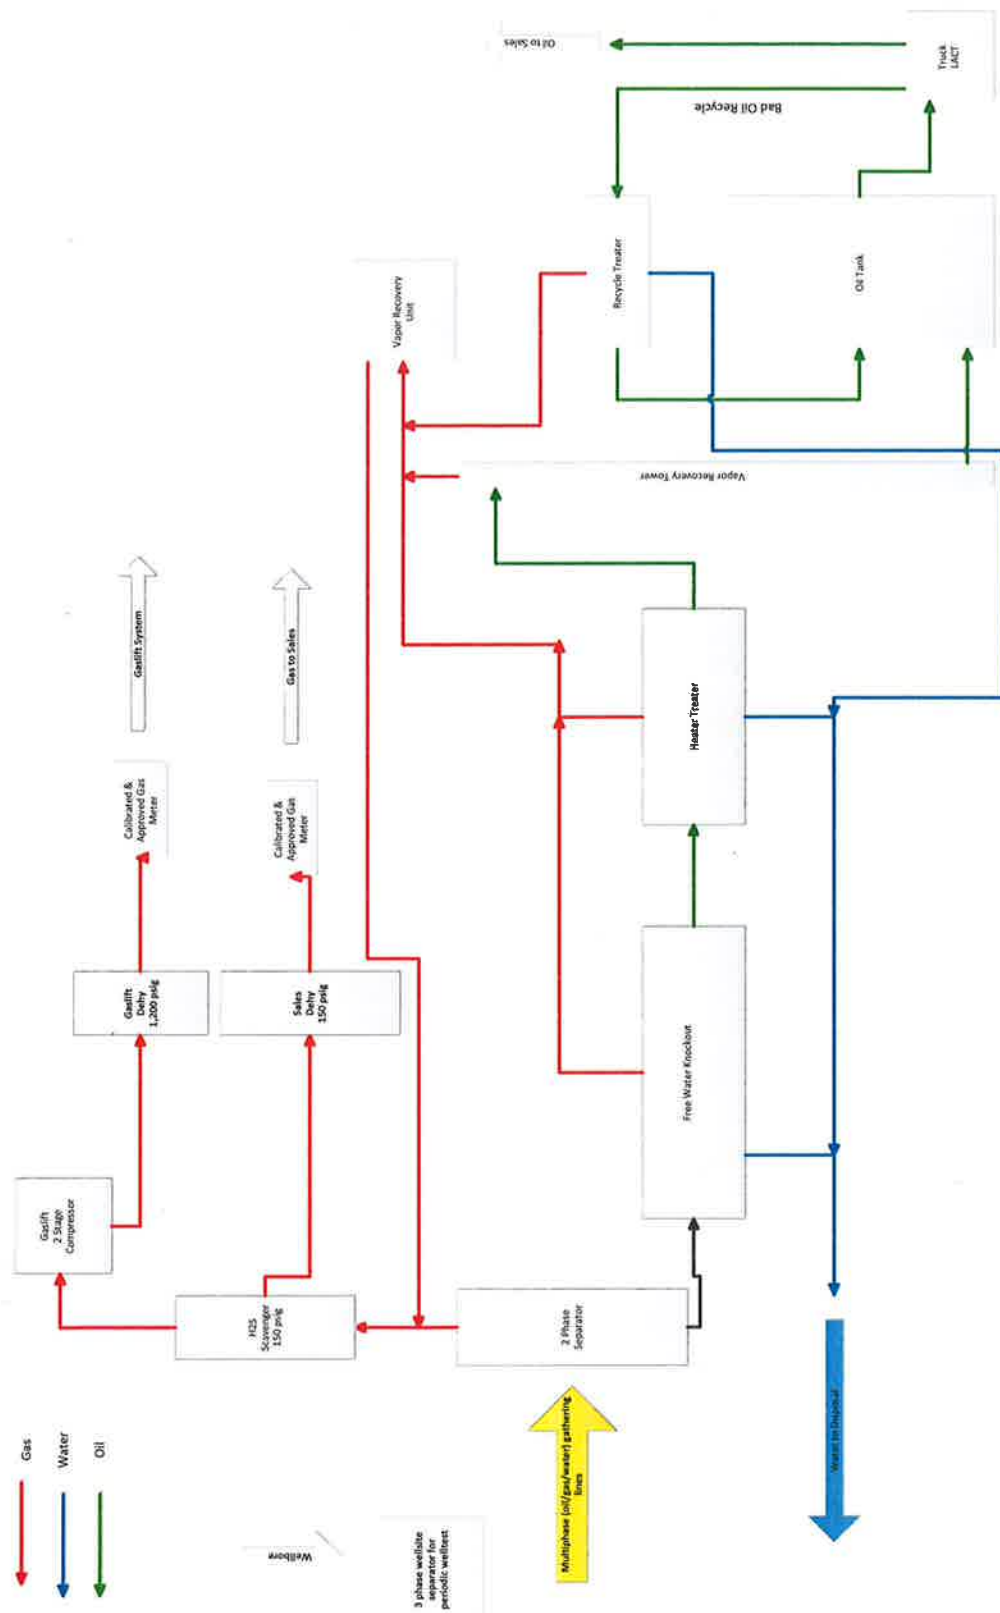 Gas
Water
Oil
Wellbore
3 phase wellsite
separator for
periodic welltest
Multiphase (oil/gas/water) gathering
lines
2 Phase
Separator
H2S
Scavenger
150 psig
Gaslift
2 Stage
Compressor
Gaslift
Dehy
1,200 psig
Sales
Dehy
150 psig
Calibrated &
Approved Gas
Meter
Calibrated &
Approved Gas
Meter
Gaslift System
Gas to Sales
Free Water Knockout
Heater Treater
Water to Disposal
Vapor Recovery Tower
Vapor Recovery
Unit
Recycle Treater
Oil Tank
Bad Oil Recycle
Oil to Sales
Truck
LACT